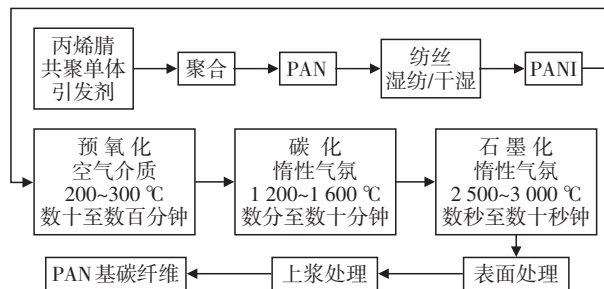 丙烯腈
共聚单体
引发剂
聚合
PAN
纺丝
湿纺/干湿
PANI
预氧化
空气介质
200~300 ℃
数十至数百分钟
碳化
惰性气氛
1 200~1 600 ℃
数分至数十分钟
石墨化
惰性气氛
2 500~3 000 ℃
数秒至数十秒钟
PAN基碳纤维
上浆处理
表面处理